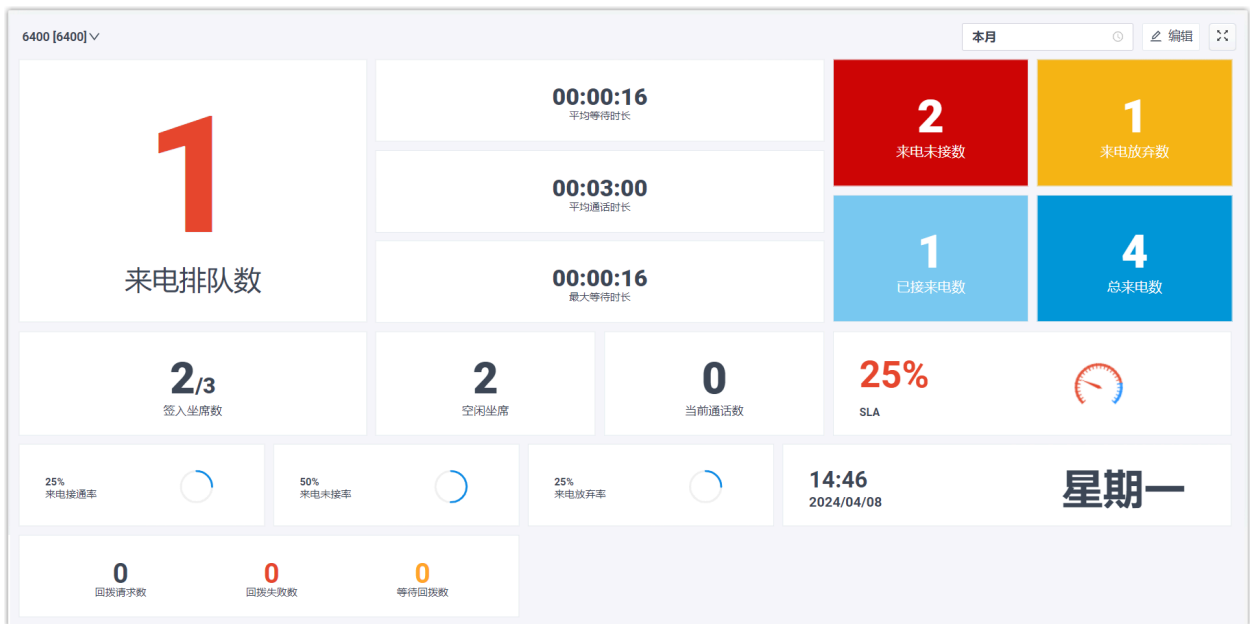 6400 [6400]
本月
编辑
1
来电排队数
00:00:16
平均等待时长
00:03:00
平均通话时长
00:00:16
最大等待时长
2
来电未接数
1
来电放弃数
1
已接来电数
4
总来电数
2/3
签入坐席数
2
空闲坐席
0
当前通话数
25%
SLA
25%
来电接通率
50%
来电未接率
25%
来电放弃率
14:46
2024/04/08
星期一
0
回拨请求数
0
回拨失败数
0
等待回拨数